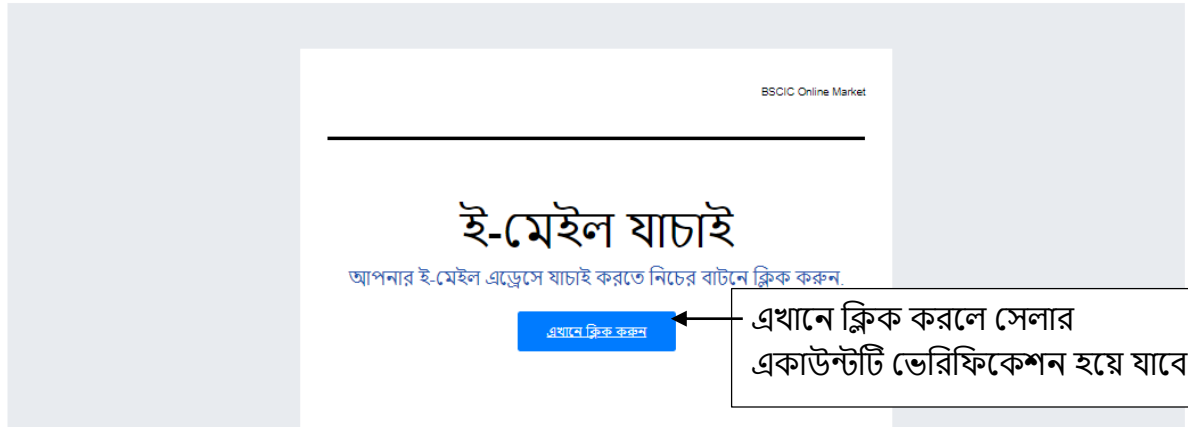 BSCIC Online Market
ই-মেইল যাচাই
আপনার ই-মেইল এড্রেসে যাচাই করতে নিচের বাটনে ক্লিক করুন.
এখানে ক্লিক করুন
এখানে ক্লিক করলে সেলার
একাউন্টটি ভেরিফিকেশন হয়ে যাবে